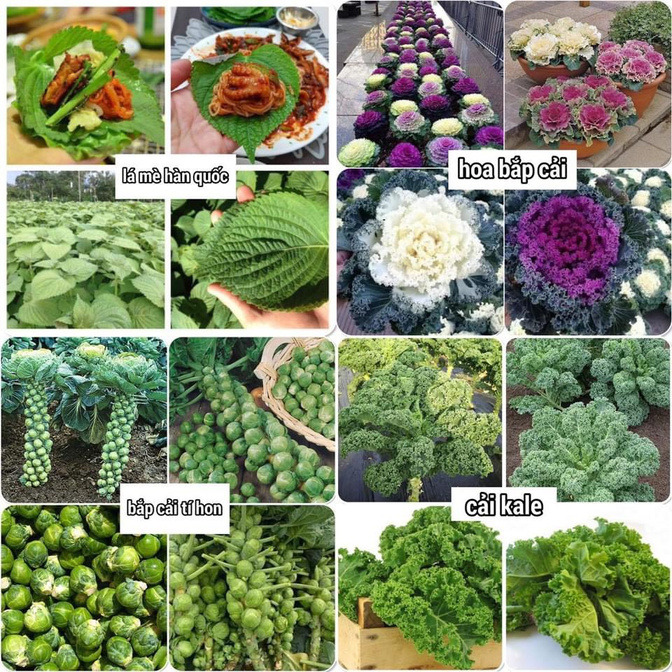 lá mè hàn quốc
hoa bắp cải
bắp cải tí hon
cải kale